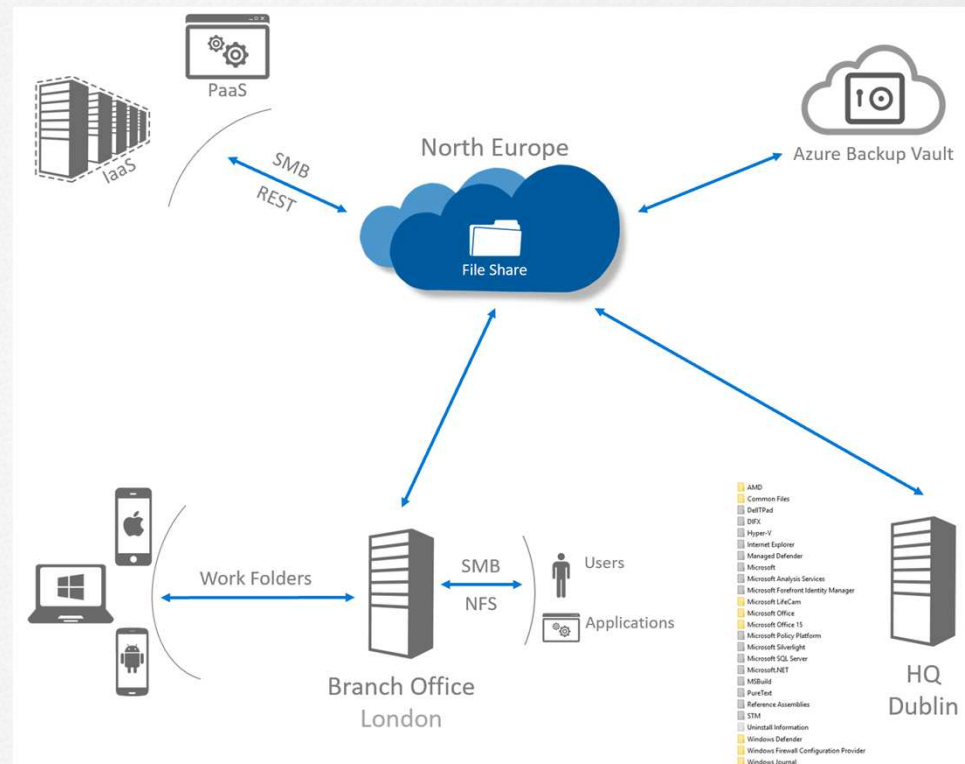 PaaS
IaaS
SMB
REST
North Europe
File Share
Azure Backup Vault
Work Folders
SMB
NFS
Users
Applications
Branch Office
London
AMD
Common Files
DellTPad
DIFX
Hyper-V
Internet Explorer
Managed Defender
Microsoft
Microsoft Analysis Services
Microsoft Forefront Identity Manager
Microsoft LifeCam
Microsoft Office
Microsoft Office 15
Microsoft Policy Platform
Microsoft Silverlight
Microsoft SQL Server
Microsoft.NET
MSBuild
PureText
Reference Assemblies
STM
Uninstall Information
Windows Defender
Windows Firewall Configuration Provider
Windows Journal
HQ
Dublin